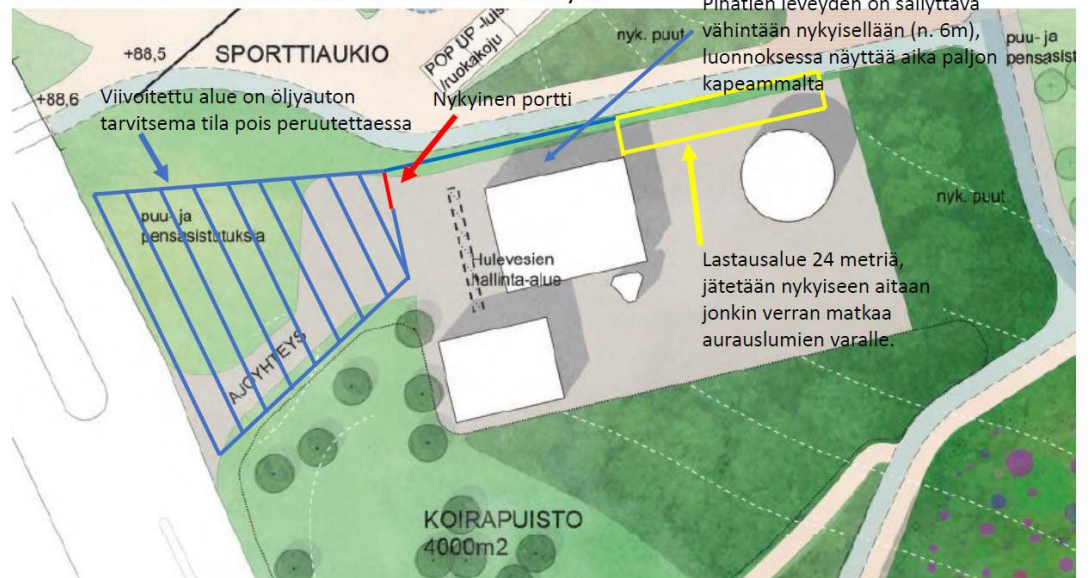 Pihatien leveyden on säilyttävä
vähintään nykyisellään (n. 6m),
luonnoksessa näyttää aika paljon
kapeammalta
+88,5
SPORTTIAUKIO
POP UP -luis
/ruokakoju
nyk. puut
puu- ja
pensasist
+88,6
Viivoitettu alue on öljyauton
tarvitsema tila pois peruutettaessa
Nykyinen portti
puu- ja
pensasistutuksia
nyk. puut
Hulevesien
hallinta-alue
Lastausalue 24 metriä,
jätetään nykyiseen aitaan
jonkin verran matkaa
aurauslumien varalle.
AJOYHTEYS
KOIRAPUISTO
4000m2